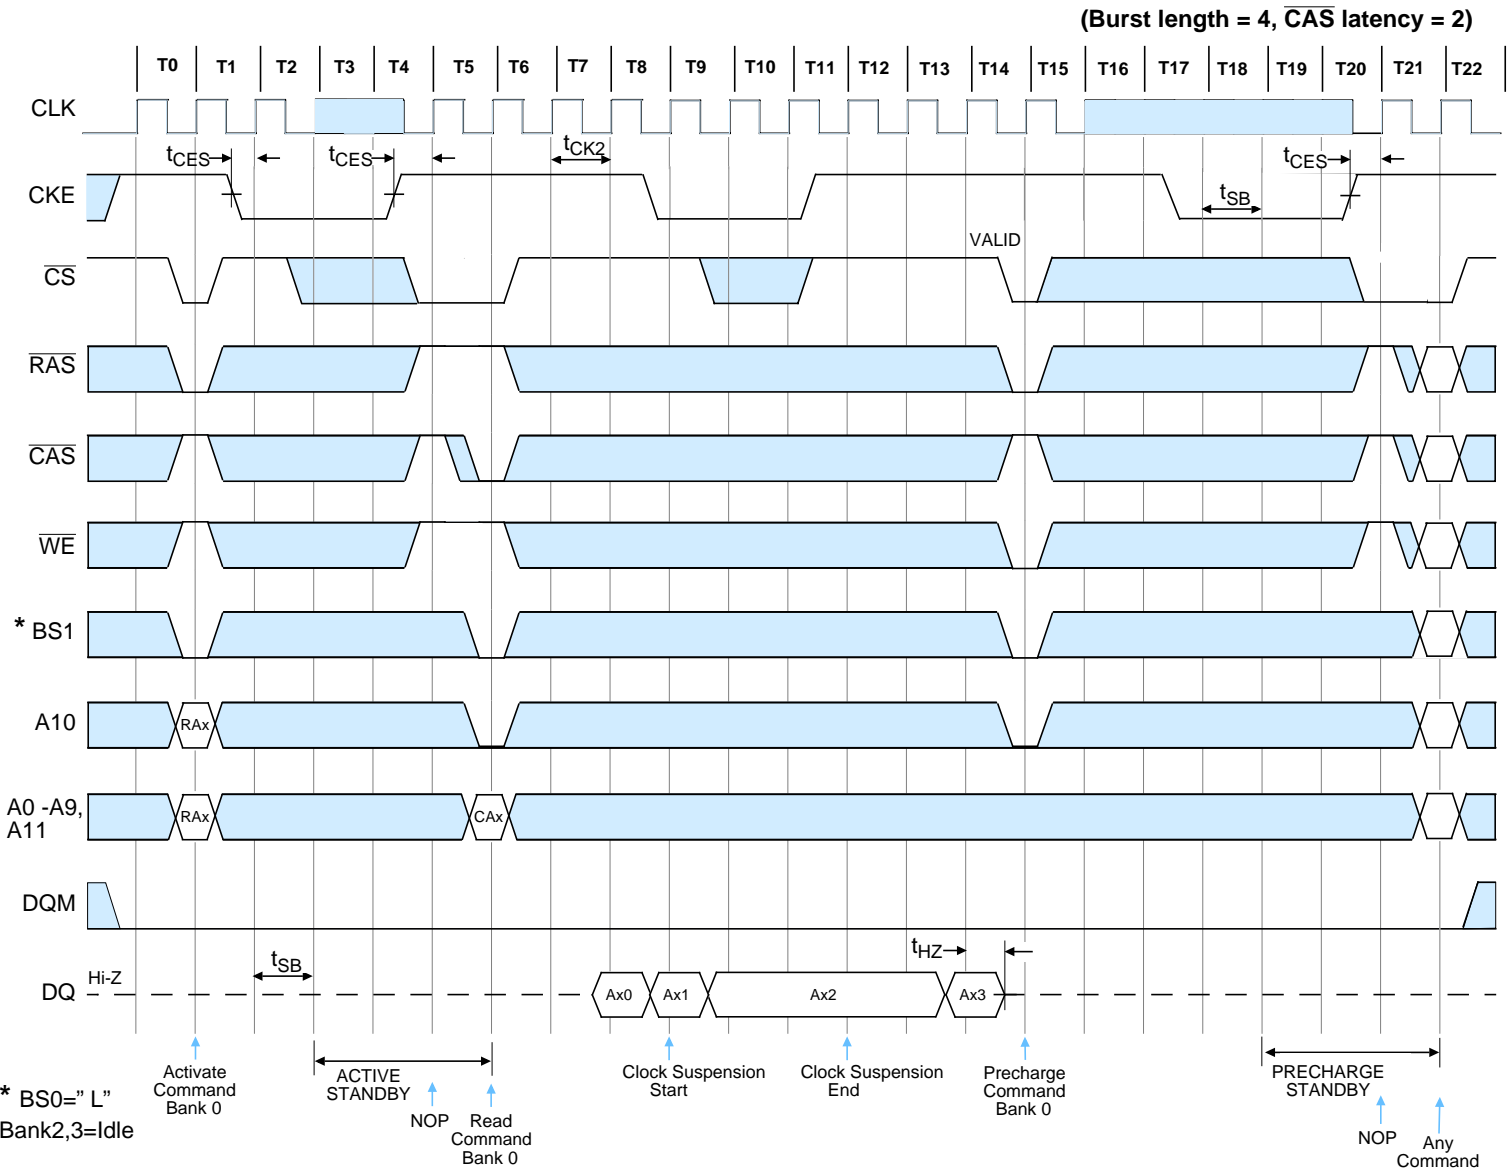 (Burst length = 4, CAS latency = 2)
T0 T1 T2 T3 T4 T5 T6 T7 T8 T9 T10 T11 T12 T13 T14 T15 T16 T17 T18 T19 T20 T21 T22
CLK
tCES tCES tCK2 tCES
CKE
tSB
VALID
CS
RAS
CAS
WE
* BS1
A10 RAx
A0 -A9,
A11
RAx CAx
DQM
tHZ
tSB
Hi-Z
DQ
Ax0 Ax1 Ax2 Ax3
Activate
Command
Bank 0
ACTIVE
STANDBY
NOP
Read
Command
Bank 0
Clock Suspension
Start
Clock Suspension
End
Precharge
Command
Bank 0
PRECHARGE
STANDBY
NOP
Any
Command
* BS0=” L”
Bank2,3=Idle